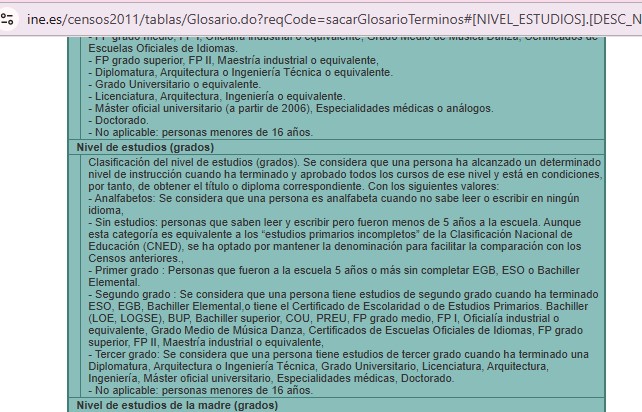 ine.es/censos2011/tablas/Glosario.do?reqCode=sacarGlosarioTerminos#[NIVEL_ESTUDIOS].[DESC_N
- FP grado medio, FP I, Oficialía industrial o equivalente, Grado Medio de Música Danza, Certificados de
Escuelas Oficiales de Idiomas.
- FP grado superior, FP II, Maestría industrial o equivalente,
- Diplomatura, Arquitectura o Ingeniería Técnica o equivalente.
- Grado Universitario o equivalente.
- Licenciatura, Arquitectura, Ingeniería o equivalente.
- Máster oficial universitario (a partir de 2006), Especialidades médicas o análogos.
- Doctorado.
- No aplicable: personas menores de 16 años.
Nivel de estudios (grados)
Clasificación del nivel de estudios (grados). Se considera que una persona ha alcanzado un determinado
nivel de instrucción cuando ha terminado y aprobado todos los cursos de ese nivel y está en condiciones,
por tanto, de obtener el título o diploma correspondiente. Con los siguientes valores:
- Analfabetos: Se considera que una persona es analfabeta cuando no sabe leer o escribir en ningún
idioma,
- Sin estudios: personas que saben leer y escribir pero fueron menos de 5 años a la escuela. Aunque
esta categoría es equivalente a los "estudios primarios incompletos" de la Clasificación Nacional de
Educación (CNED), se ha optado por mantener la denominación para facilitar la comparación con los
Censos anteriores.,
- Primer grado : Personas que fueron a la escuela 5 años o más sin completar EGB, ESO o Bachiller
Elemental.
- Segundo grado : Se considera que una persona tiene estudios de segundo grado cuando ha terminado
ESO, EGB, Bachiller Elemental,o tiene el Certificado de Escolaridad o de Estudios Primarios. Bachiller
(LOE, LOGSE), BUP, Bachiller superior, COU, PREU, FP grado medio, FP I, Oficialía industrial o
equivalente, Grado Medio de Música Danza, Certificados de Escuelas Oficiales de Idiomas, FP grado
superior, FP II, Maestría industrial o equivalente,
- Tercer grado: Se considera que una persona tiene estudios de tercer grado cuando ha terminado una
Diplomatura, Arquitectura o Ingeniería Técnica, Grado Universitario, Licenciatura, Arquitectura,
Ingeniería, Máster oficial universitario, Especialidades médicas, Doctorado.
- No aplicable: personas menores de 16 años.
Nivel de estudios de la madre (grados)